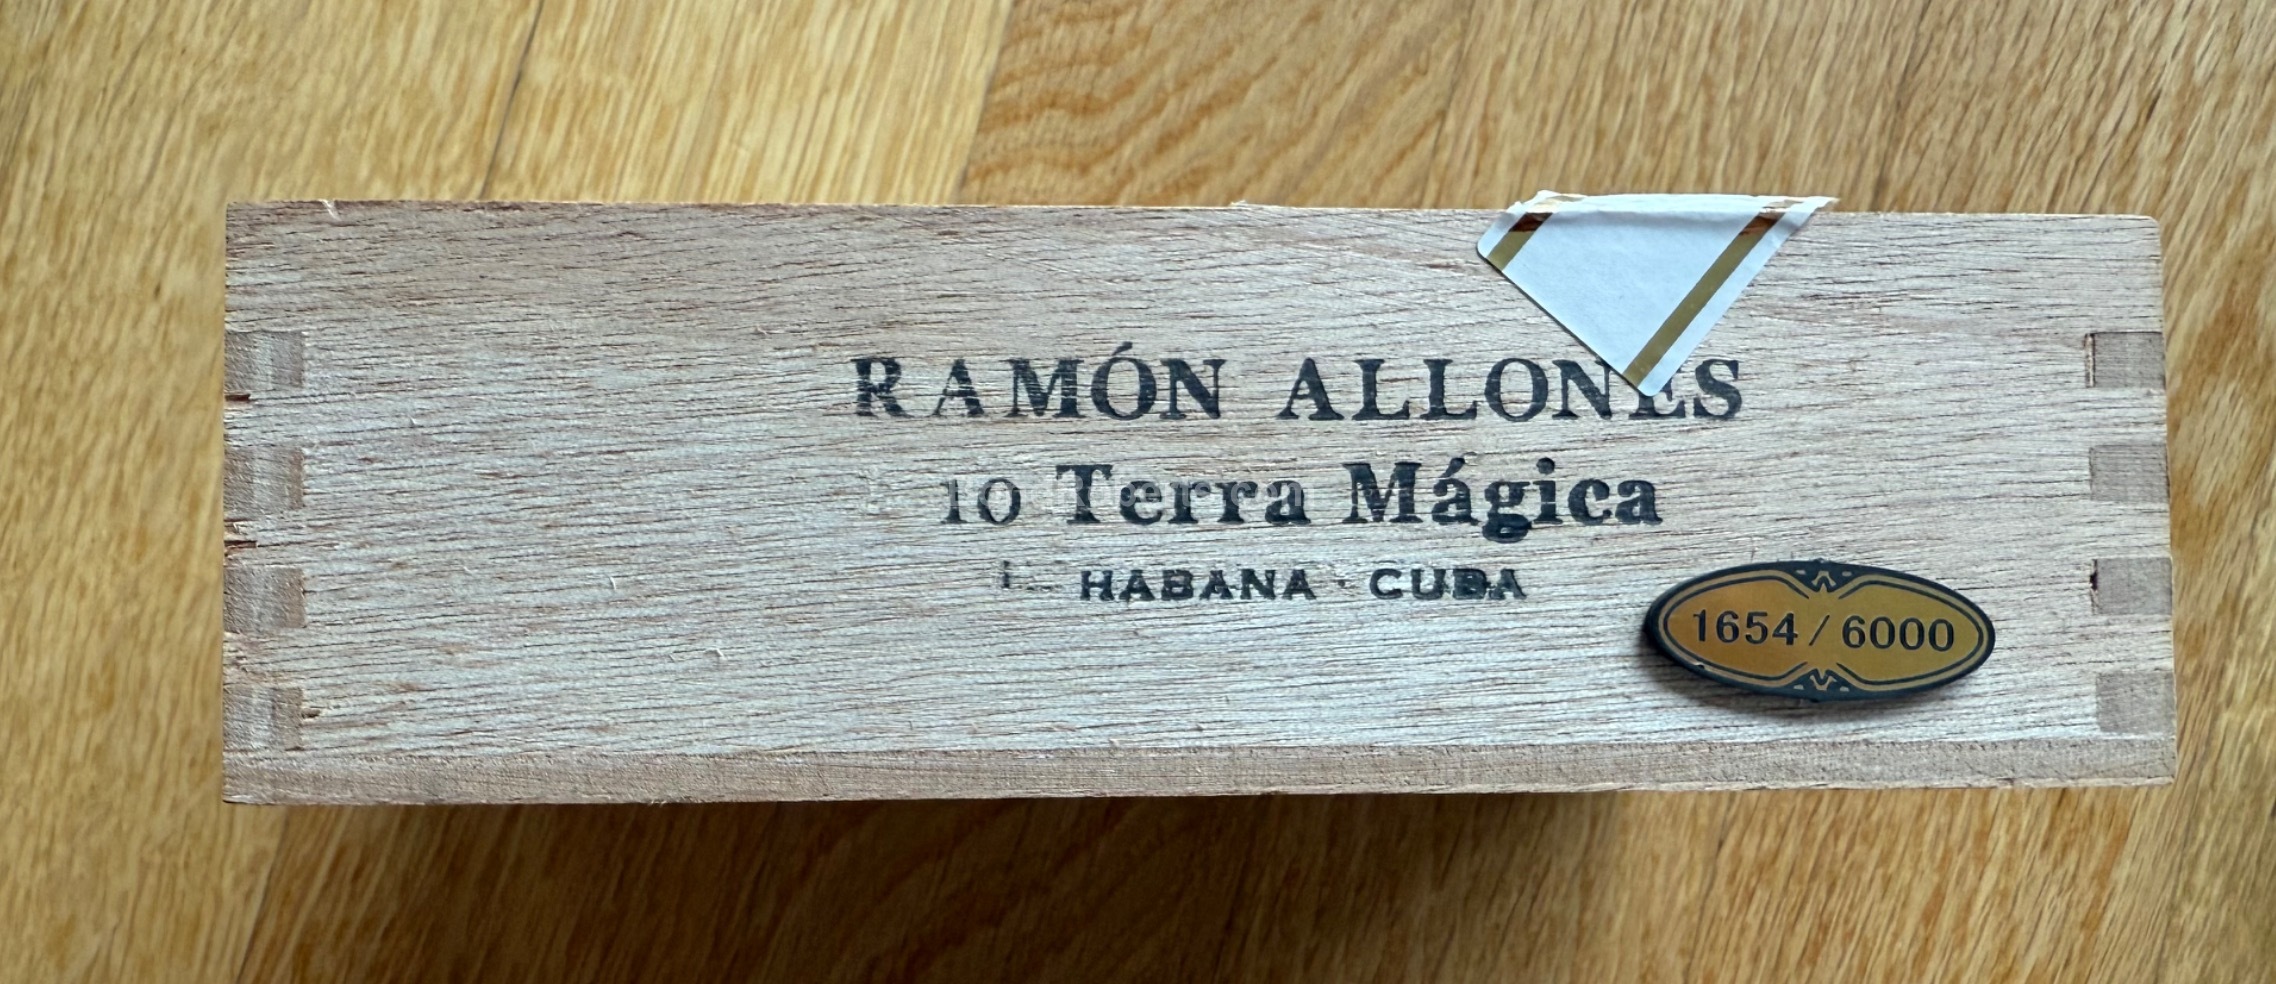 RAMÓN ALLONES
10 Terra Mágica
HABANA · CUBA
1654 / 6000